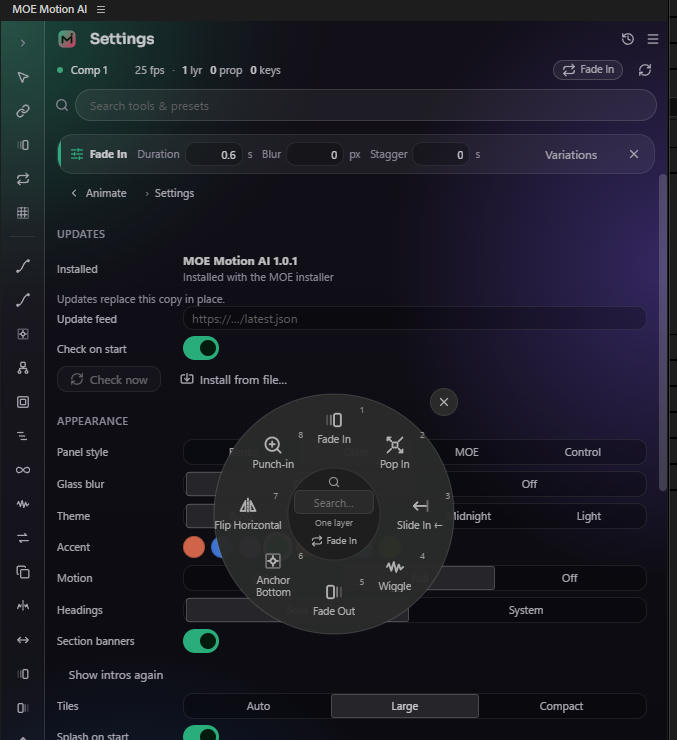 MOE Motion AI
Settings
Comp 1 25 fps · 1 lyr 0 prop 0 keys Fade In
Search tools & presets
Fade In Duration 0.6 s Blur 0 px Stagger 0 s Variations
Animate › Settings
UPDATES
Installed MOE Motion AI 1.0.1
Installed with the MOE installer
Updates replace this copy in place.
Update feed https://.../latest.json
Check on start
Check now Install from file...
APPEARANCE
Panel style MOE Control
Glass blur Off
Theme Midnight Light
Accent
Motion Off
Headings System
Section banners
Show intros again
Tiles Auto Large Compact
Splash on start
1
Fade In
2
Pop In
3
Slide In ←
4
Wiggle
5
Fade Out
6
Anchor
Bottom
7
Flip Horizontal
8
Punch-in
Search...
One layer
Fade In